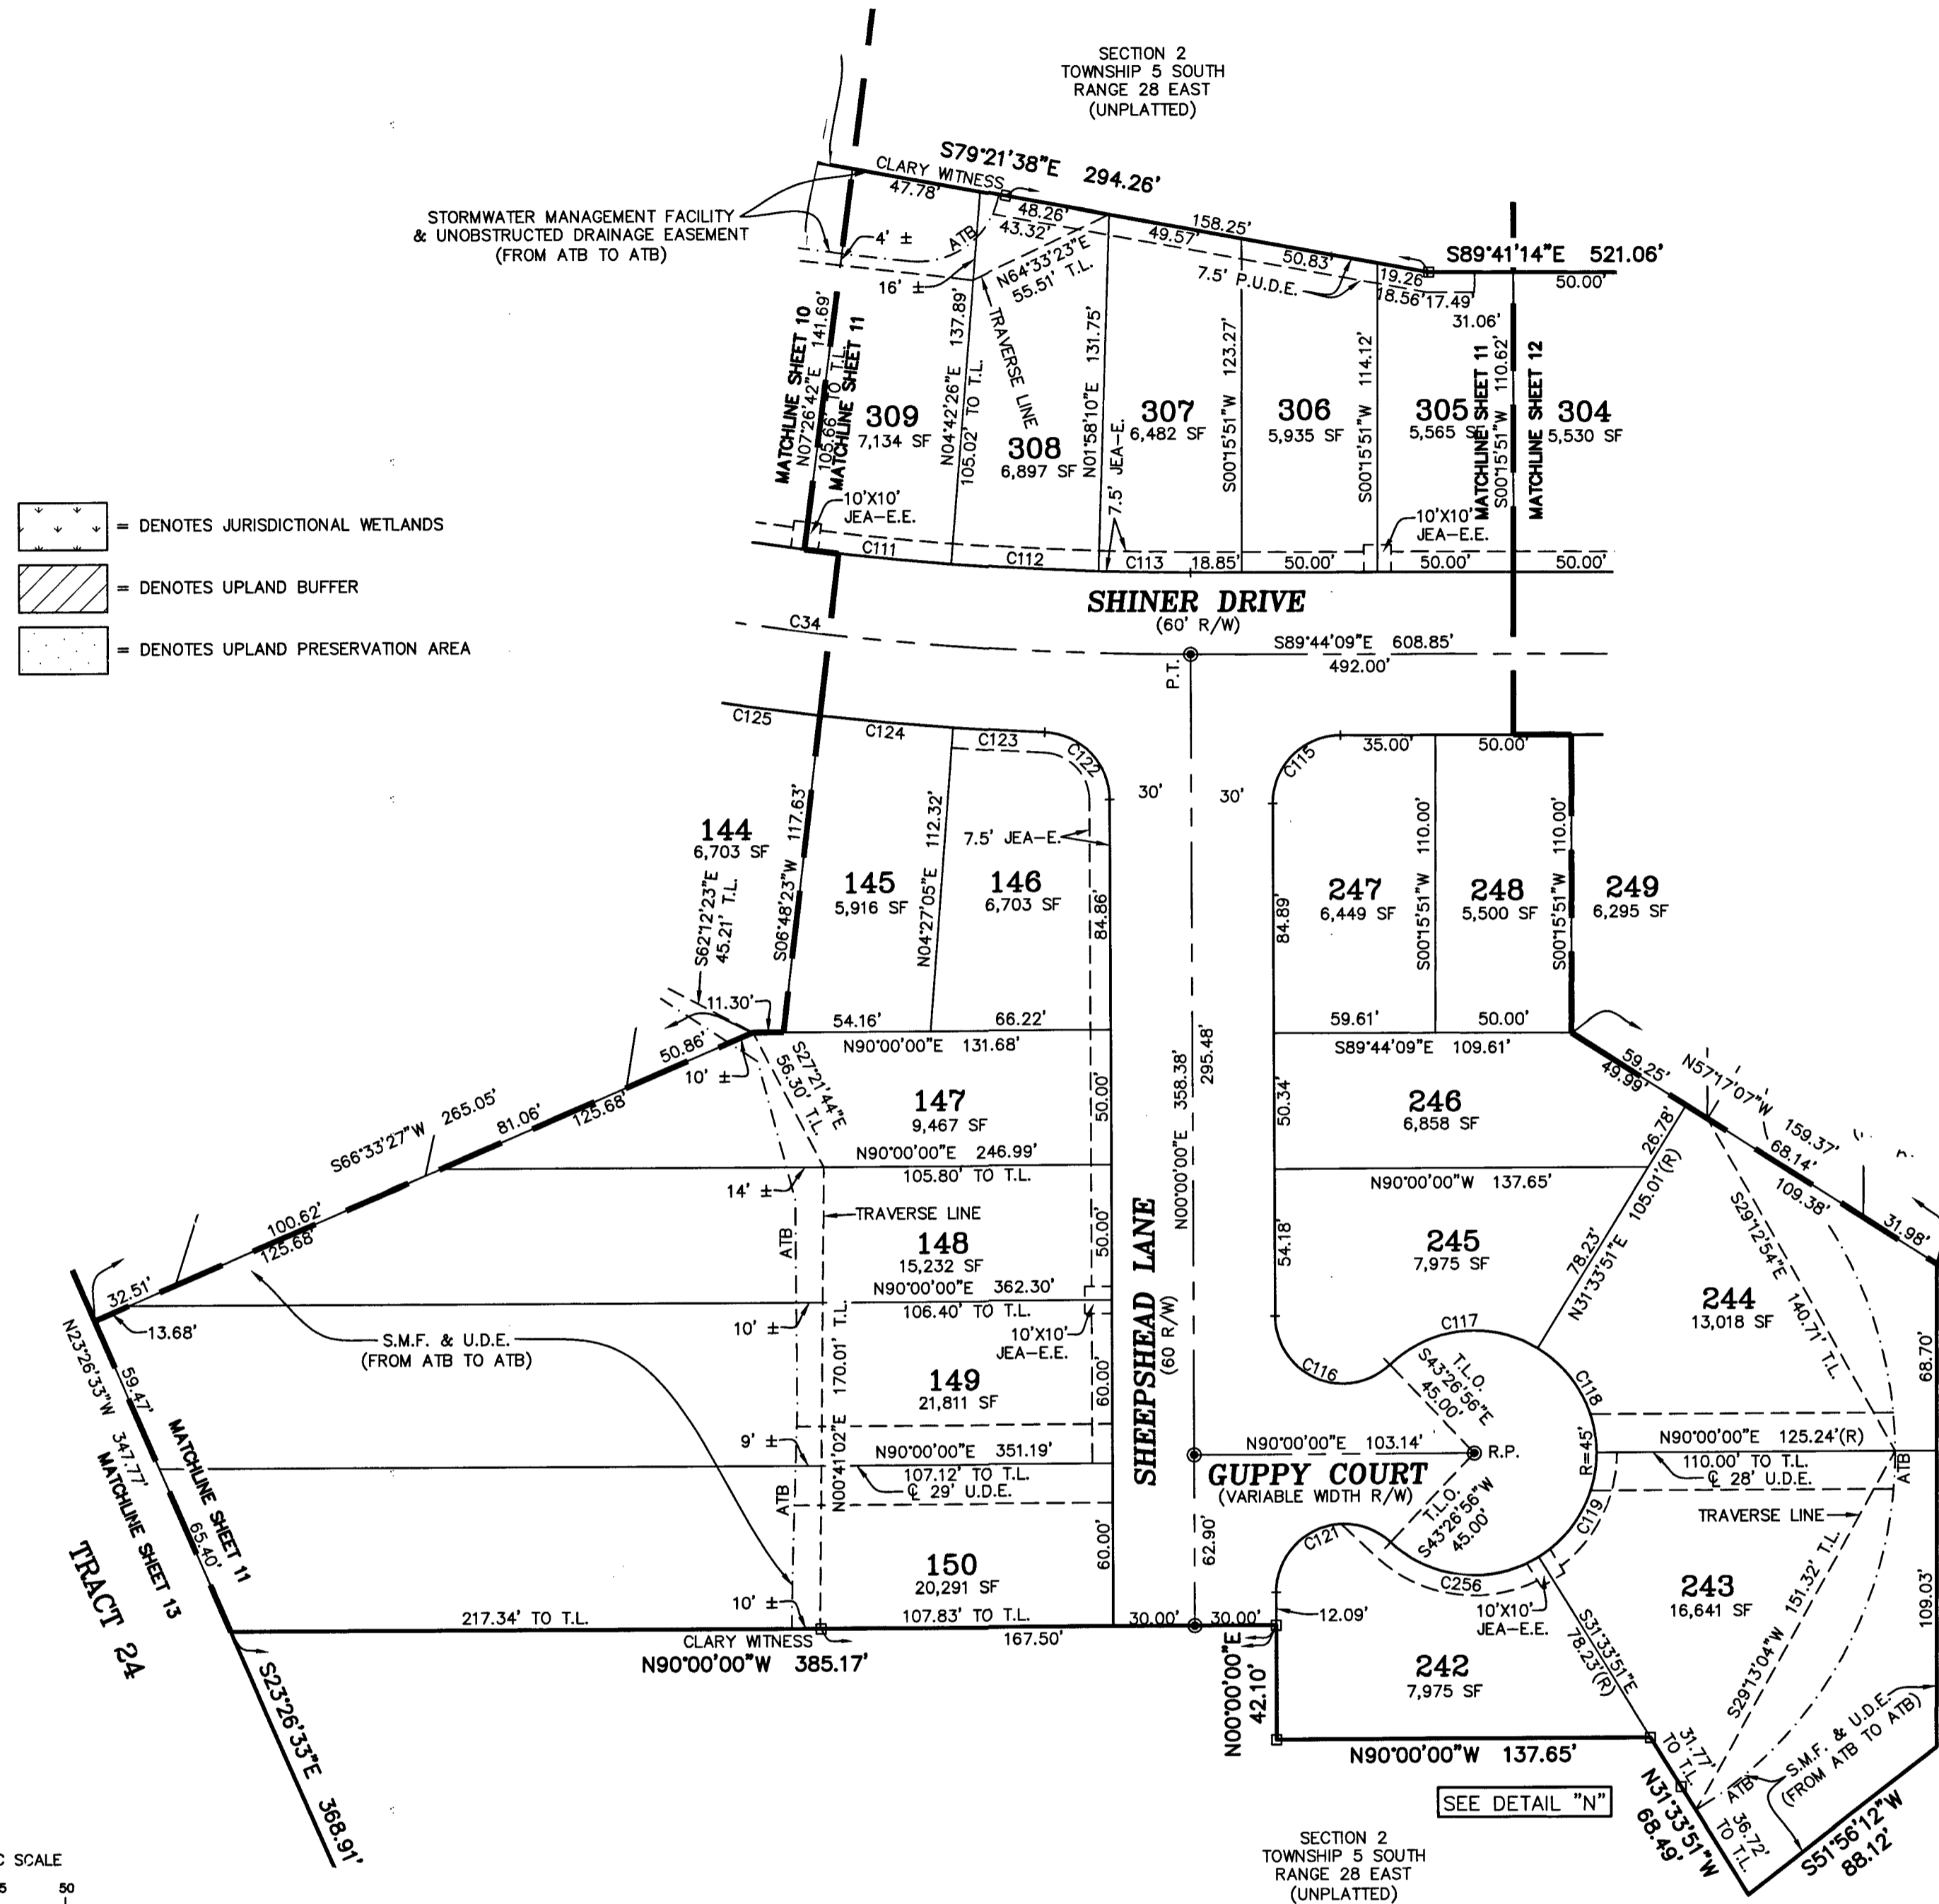 SECTION 2
TOWNSHIP 5 SOUTH
RANGE 28 EAST
(UNPLATTED)
S79°21'38"E 294.26'
CLARY WITNESS
47.78'
48.26'
43.32'
158.25'
49.57'
50.83'
STORMWATER MANAGEMENT FACILITY
& UNOBSTRUCTED DRAINAGE EASEMENT
(FROM ATB TO ATB)
4' ±
ATB
16' ±
N64°33'23"E
55.51' T.L.
7.5' P.U.D.E.
S89°41'14"E 521.06'
19.26
18.56'
17.49'
50.00'
31.06'
MATCHLINE SHEET 10
N07°26'42"E 141.69'
105.66' TO T.L.
MATCHLINE SHEET 11
N04°42'26"E 137.89'
105.02' TO T.L.
TRAVERSE LINE
N01°58'10"E 131.75'
7.5' JEA-E.
S00°15'51"W 123.27'
S00°15'51"W 114.12'
MATCHLINE SHEET 11
S00°15'51"W 110.62'
MATCHLINE SHEET 12
309
7,134 SF
308
6,897 SF
307
6,482 SF
306
5,935 SF
305
5,565 SF
304
5,530 SF
10'X10'
JEA-E.E.
10'X10'
JEA-E.E.
C111
C112
C113
18.85'
50.00'
50.00'
50.00'
= DENOTES JURISDICTIONAL WETLANDS
= DENOTES UPLAND BUFFER
= DENOTES UPLAND PRESERVATION AREA
SHINER DRIVE
(60' R/W)
C34
S89°44'09"E 608.85'
492.00'
P.T.
C125
C124
C123
C122
C115
35.00'
50.00'
30'
30'
144
6,703 SF
S62°12'23"E
45.21' T.L.
S06°48'23"W 117.63'
145
5,916 SF
N04°27'05"E 112.32'
146
6,703 SF
7.5' JEA-E.
84.86'
84.89'
247
6,449 SF
S00°15'51"W 110.00'
248
5,500 SF
S00°15'51"W 110.00'
249
6,295 SF
11.30'
54.16'
66.22'
N90°00'00"E 131.68'
59.61'
50.00'
S89°44'09"E 109.61'
50.86'
10' ±
S27°21'44"E
56.30' T.L.
147
9,467 SF
50.00'
N00°00'00"E 358.38'
295.48'
50.34'
246
6,858 SF
59.25'
49.99'
N57°17'07"W 159.37'
S66°33'27"W 265.05'
81.06'
125.68'
N90°00'00"E 246.99'
105.80' TO T.L.
14' ±
N90°00'00"W 137.65'
26.78'
78.23'
N31°33'51"E 105.01'(R)
68.14'
109.38'
31.98'
100.62'
125.68'
TRAVERSE LINE
ATB
148
15,232 SF
50.00'
54.18'
245
7,975 SF
S29°12'54"E 140.71' T.L.
244
13,018 SF
68.70'
32.51'
13.68'
N90°00'00"E 362.30'
106.40' TO T.L.
10' ±
S.M.F. & U.D.E.
(FROM ATB TO ATB)
10'X10'
JEA-E.E.
SHEEPSHEAD LANE
(60 R/W)
N23°26'33"W 347.77'
59.47'
65.40'
MATCHLINE SHEET 11
MATCHLINE SHEET 13
TRACT 24
149
21,811 SF
60.00'
N00°41'02"E 170.01' T.L.
C117
C116
T.L.O.
S43°26'56"E
45.00'
C118
9' ±
N90°00'00"E 351.19'
107.12' TO T.L.
℄ 29' U.D.E.
ATB
N90°00'00"E 103.14'
R.P.
GUPPY COURT
(VARIABLE WIDTH R/W)
R=45'
N90°00'00"E 125.24'(R)
110.00' TO T.L.
℄ 28' U.D.E.
ATB
T.L.O.
S43°26'56"W
45.00'
C119
TRAVERSE LINE
C121
C256
62.90'
60.00'
150
20,291 SF
10' ±
217.34' TO T.L.
107.83' TO T.L.
CLARY WITNESS
167.50'
30.00'
30.00'
12.09'
N90°00'00"W 385.17'
10'X10'
JEA-E.E.
243
16,641 SF
S29°13'04"W 151.32' T.L.
109.03'
S31°33'51"E
78.23'(R)
242
7,975 SF
N00°00'00"E
42.10'
N90°00'00"W 137.65'
SEE DETAIL "N"
31.77'
TO T.L.
ATB
S.M.F. & U.D.E.
(FROM ATB TO ATB)
N31°33'51"W
68.49'
36.72'
TO T.L.
S51°56'12"W
88.12'
S23°26'33"E 368.91'
SECTION 2
TOWNSHIP 5 SOUTH
RANGE 28 EAST
(UNPLATTED)
C SCALE
5 50